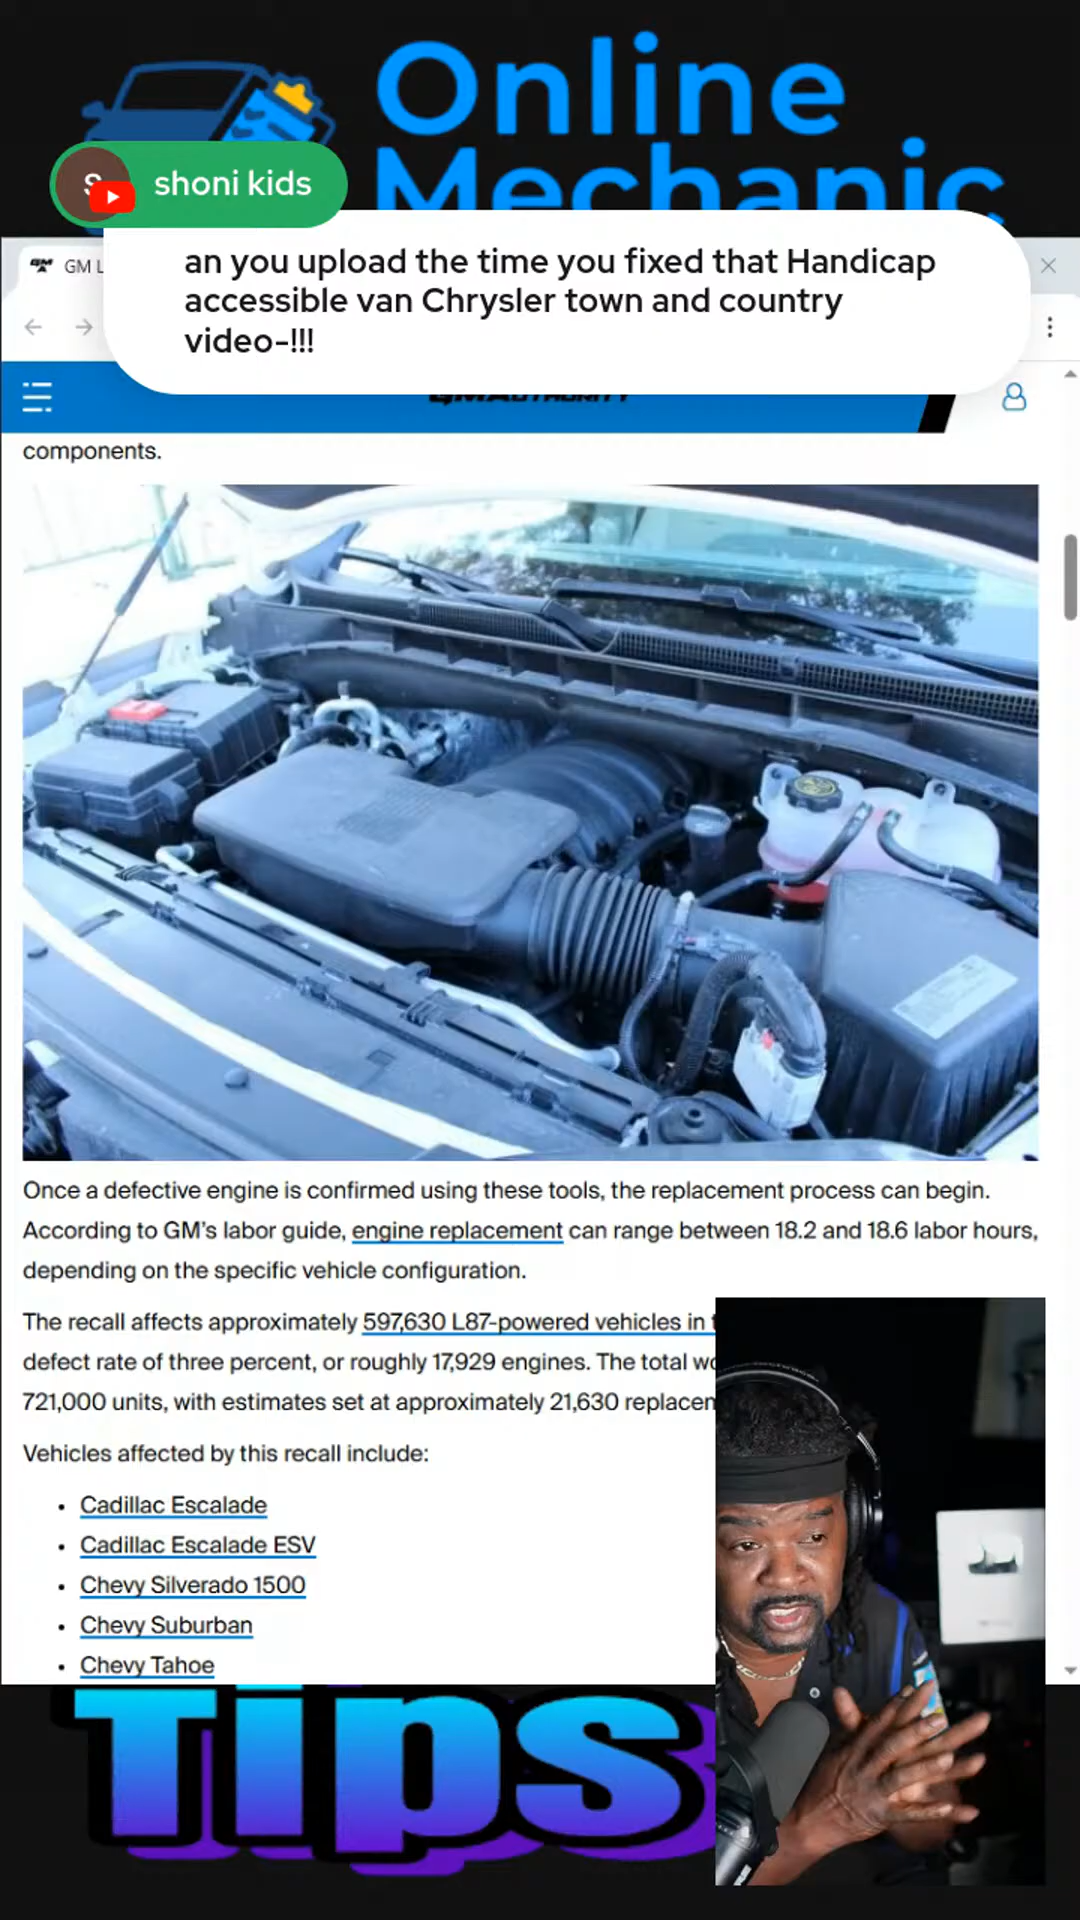 Online
Mechanic
S
shoni kids
an you upload the time you fixed that Handicap
accessible van Chrysler town and country
video-!!!
GM L
components.
Once a defective engine is confirmed using these tools, the replacement process can begin.
According to GM's labor guide, engine replacement can range between 18.2 and 18.6 labor hours,
depending on the specific vehicle configuration.
The recall affects approximately 597,630 L87-powered vehicles in
defect rate of three percent, or roughly 17,929 engines. The total
721,000 units, with estimates set at approximately 21,630
Vehicles affected by this recall include:
• Cadillac Escalade
• Cadillac Escalade ESV
• Chevy Silverado 1500
• Chevy Suburban
• Chevy Tahoe
Tips